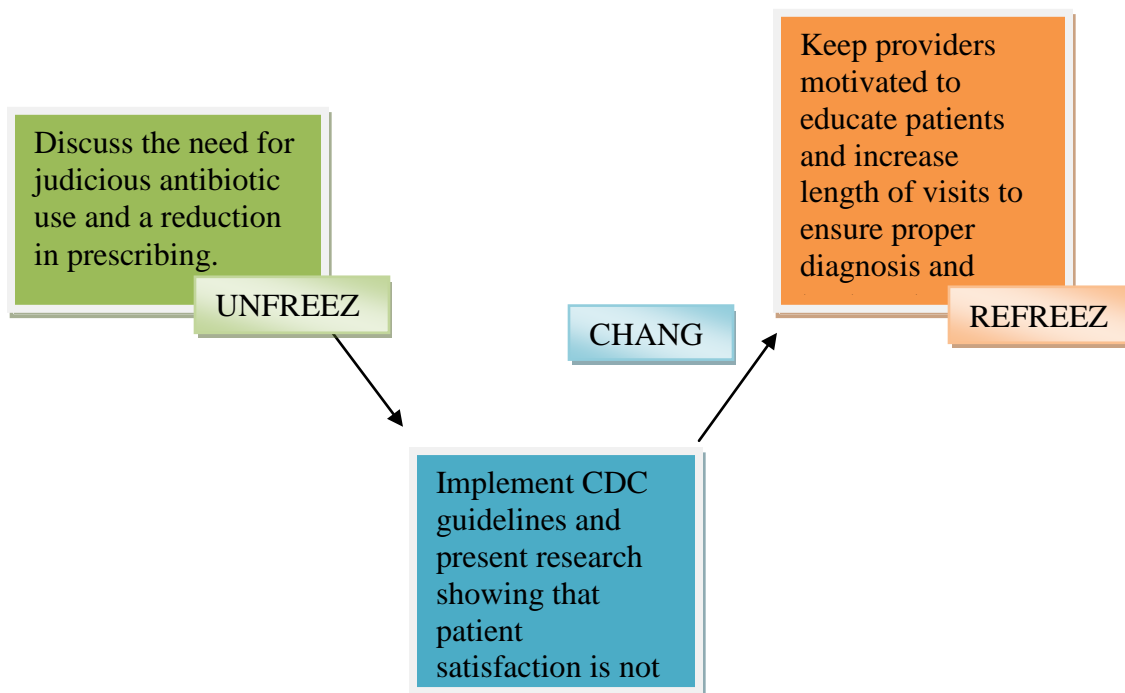 Discuss the need for
judicious antibiotic
use and a reduction
in prescribing.
UNFREEZ
CHANG
Implement CDC
guidelines and
present research
showing that
patient
satisfaction is not
Keep providers
motivated to
educate patients
and increase
length of visits to
ensure proper
diagnosis and
REFREEZ